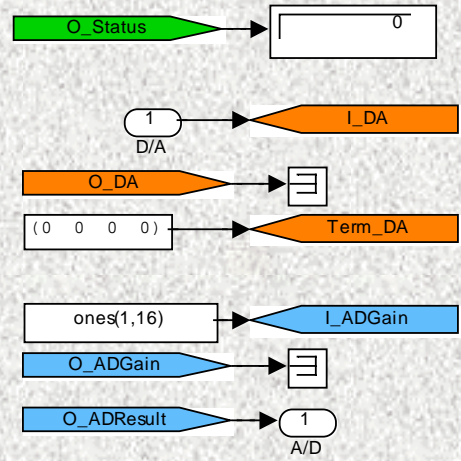 O_Status
0
1
I_DA
D/A
O_DA
(0 0 0 0)
Term_DA
ones(1,16)
I_ADGain
O_ADGain
O_ADResult
1
A/D